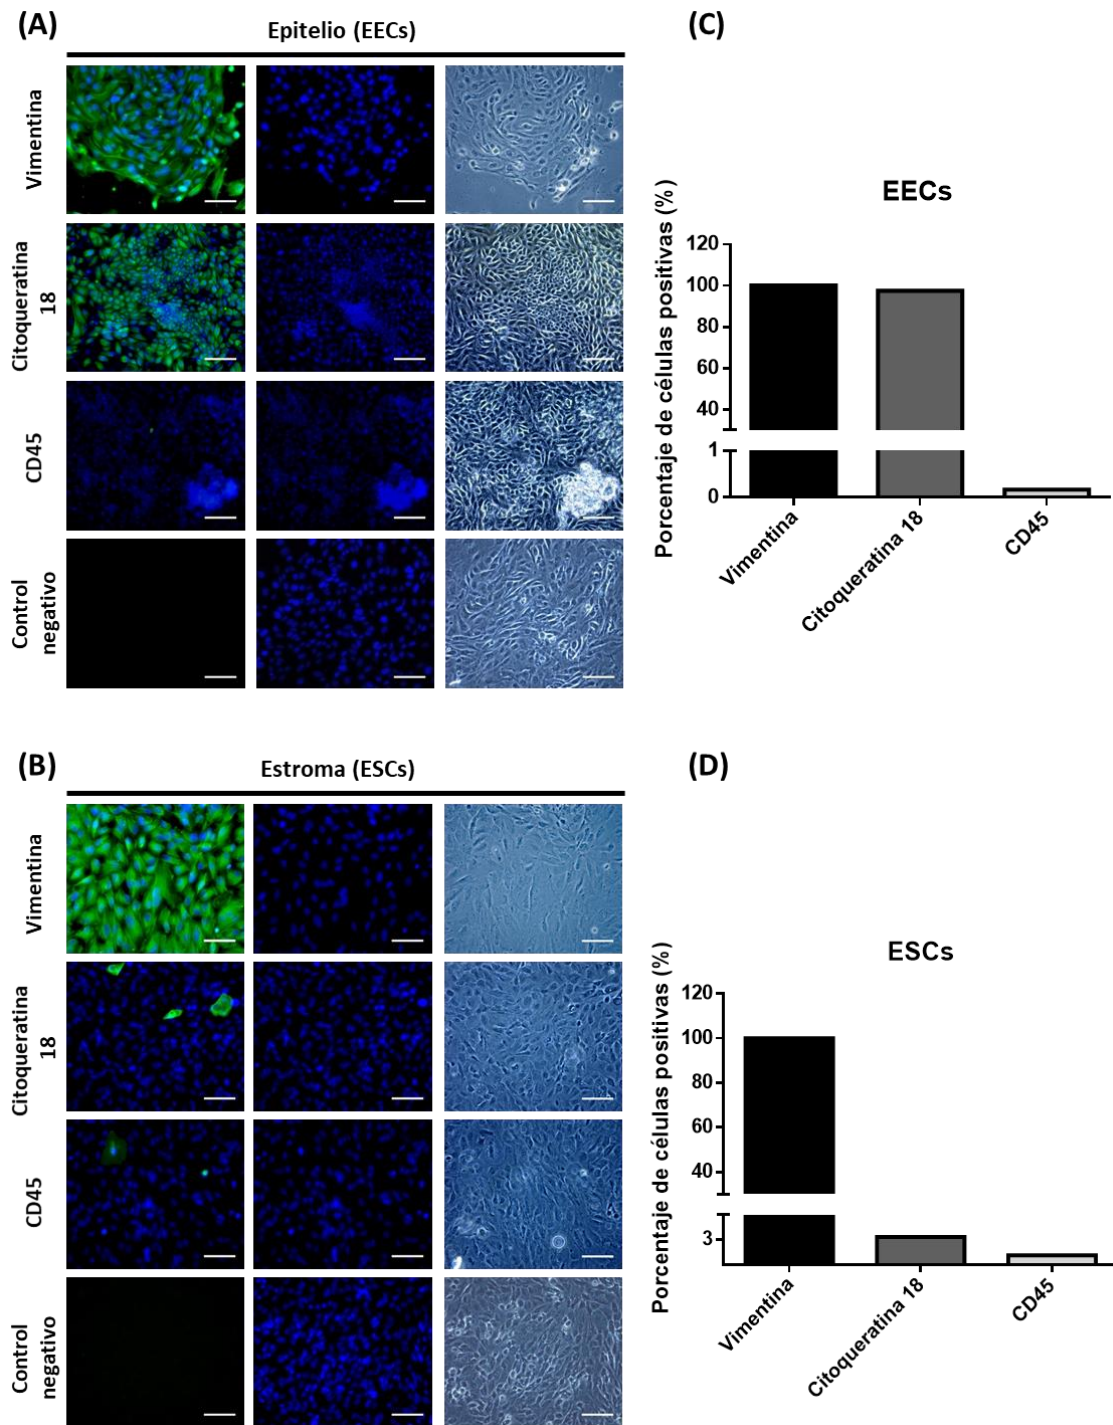 (A)
Epitelio (EECs)
Vimentina
Citoqueratina
18
CD45
Control
negativo
(C)
EECs
Porcentaje de células positivas (%)
120
100
80
60
40
1
0
Vimentina
Citoqueratina 18
CD45
(B)
Estroma (ESCs)
Vimentina
Citoqueratina
18
CD45
Control
negativo
(D)
ESCs
Porcentaje de células positivas (%)
120
100
80
60
40
3
Vimentina
Citoqueratina 18
CD45